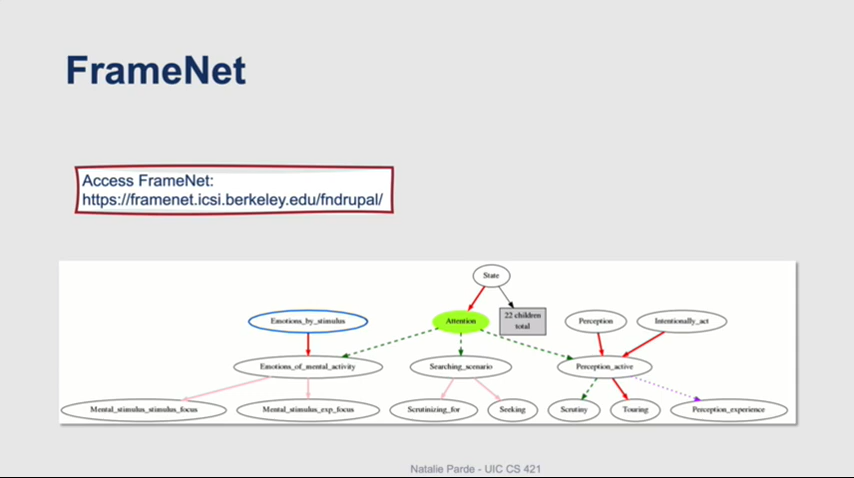 FrameNet
Access FrameNet:
https://framenet.icsi.berkeley.edu/fndrupal/
State
Emotions_by_stimulus
Attention
22 children
total
Perception
Intentionally_act
Emotions_of_mental_activity
Searching_scenario
Perception_active
Mental_stimulus_stimulus_focus
Mental_stimulus_exp_focus
Scrutinizing_for
Seeking
Scrutiny
Touring
Perception_experience
Natalie Parde - UIC CS 421